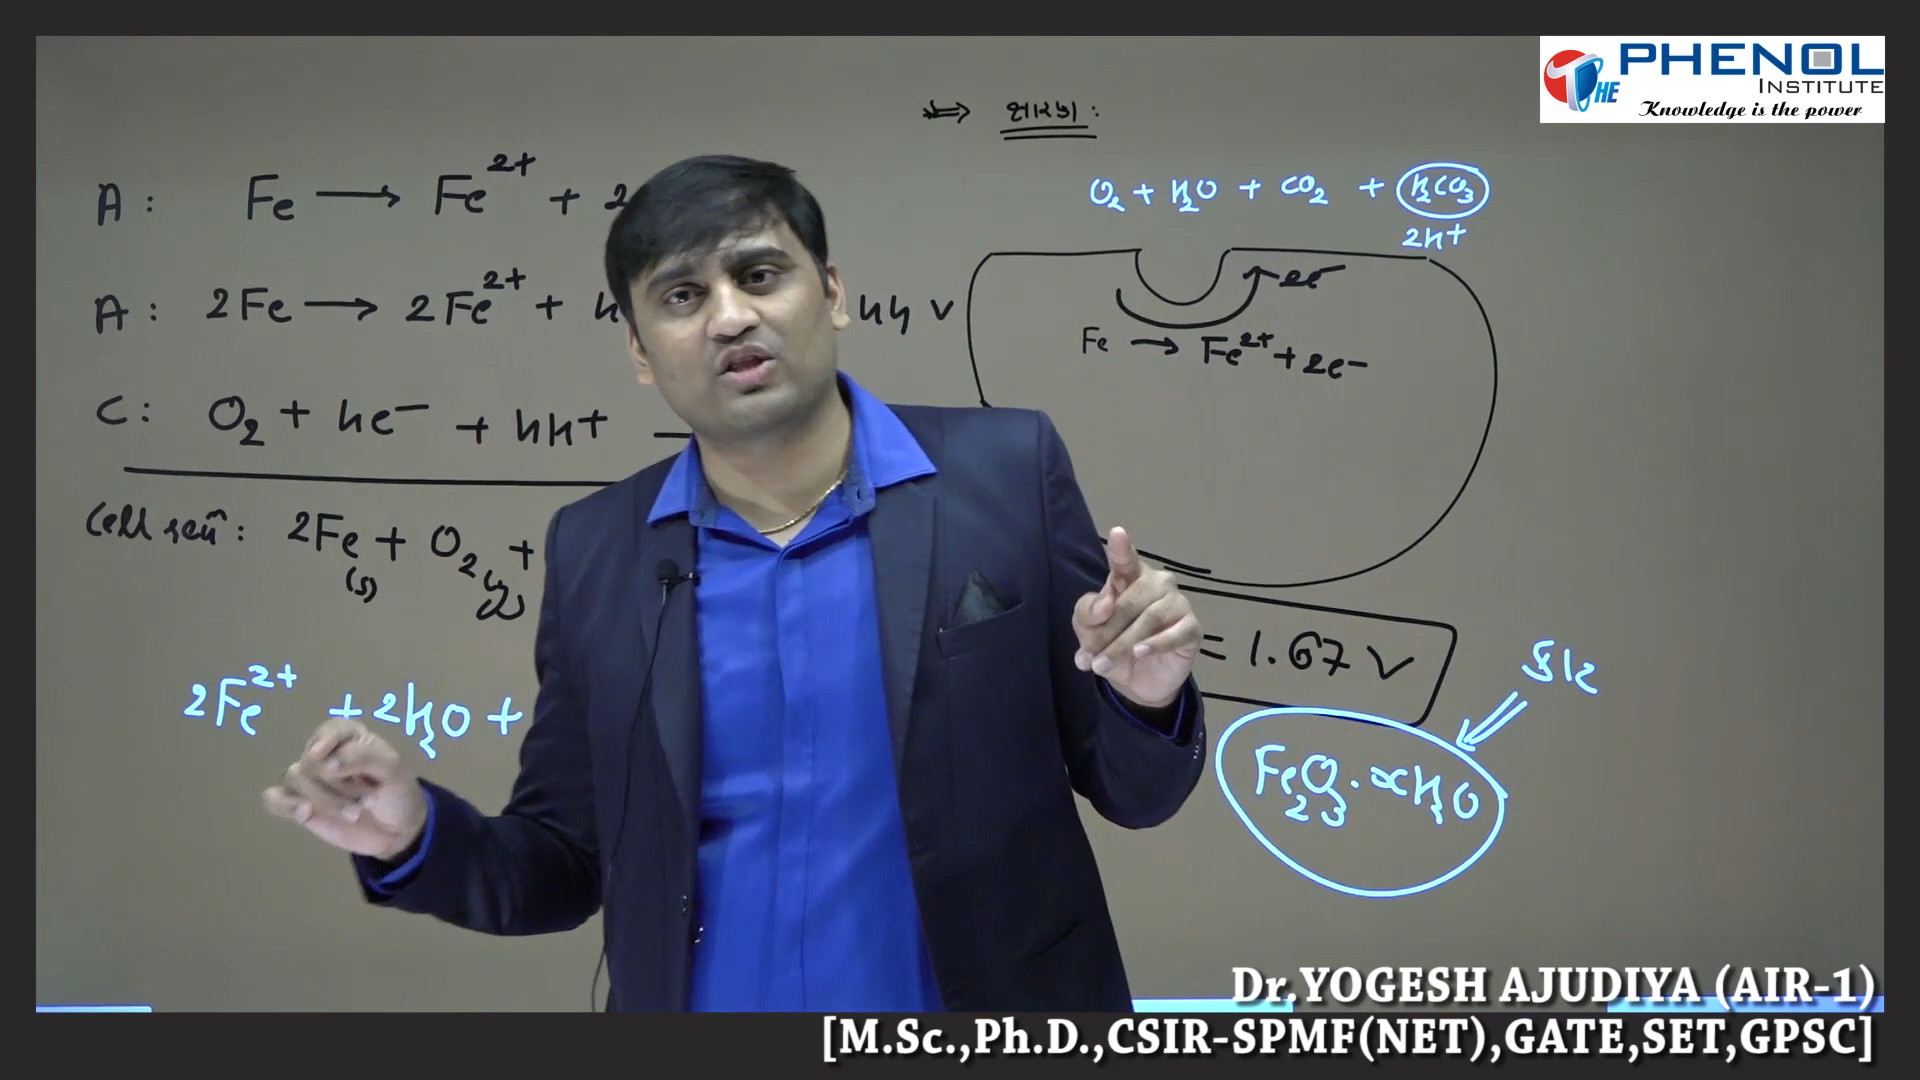 THE PHENOL
INSTITUTE
Knowledge is the power
⇒ ક્ષારણ :
A : Fe → Fe²⁺ + 2
O₂ + H₂O + CO₂ + H₂CO₃
2H⁺
A : 2Fe → 2Fe²⁺ + 4
44 V
2e⁻
Fe → Fe²⁺ + 2e⁻
C : O₂ + 4e⁻ + 4H⁺
Cell reaⁿ : 2Fe(s) + O₂(g) +
= 1.67 V
કાટ
2Fe²⁺ + 2H₂O +
Fe₂O₃·xH₂O
Dr.YOGESH AJUDIYA (AIR-1)
[M.Sc.,Ph.D.,CSIR-SPMF(NET),GATE,SET,GPSC]